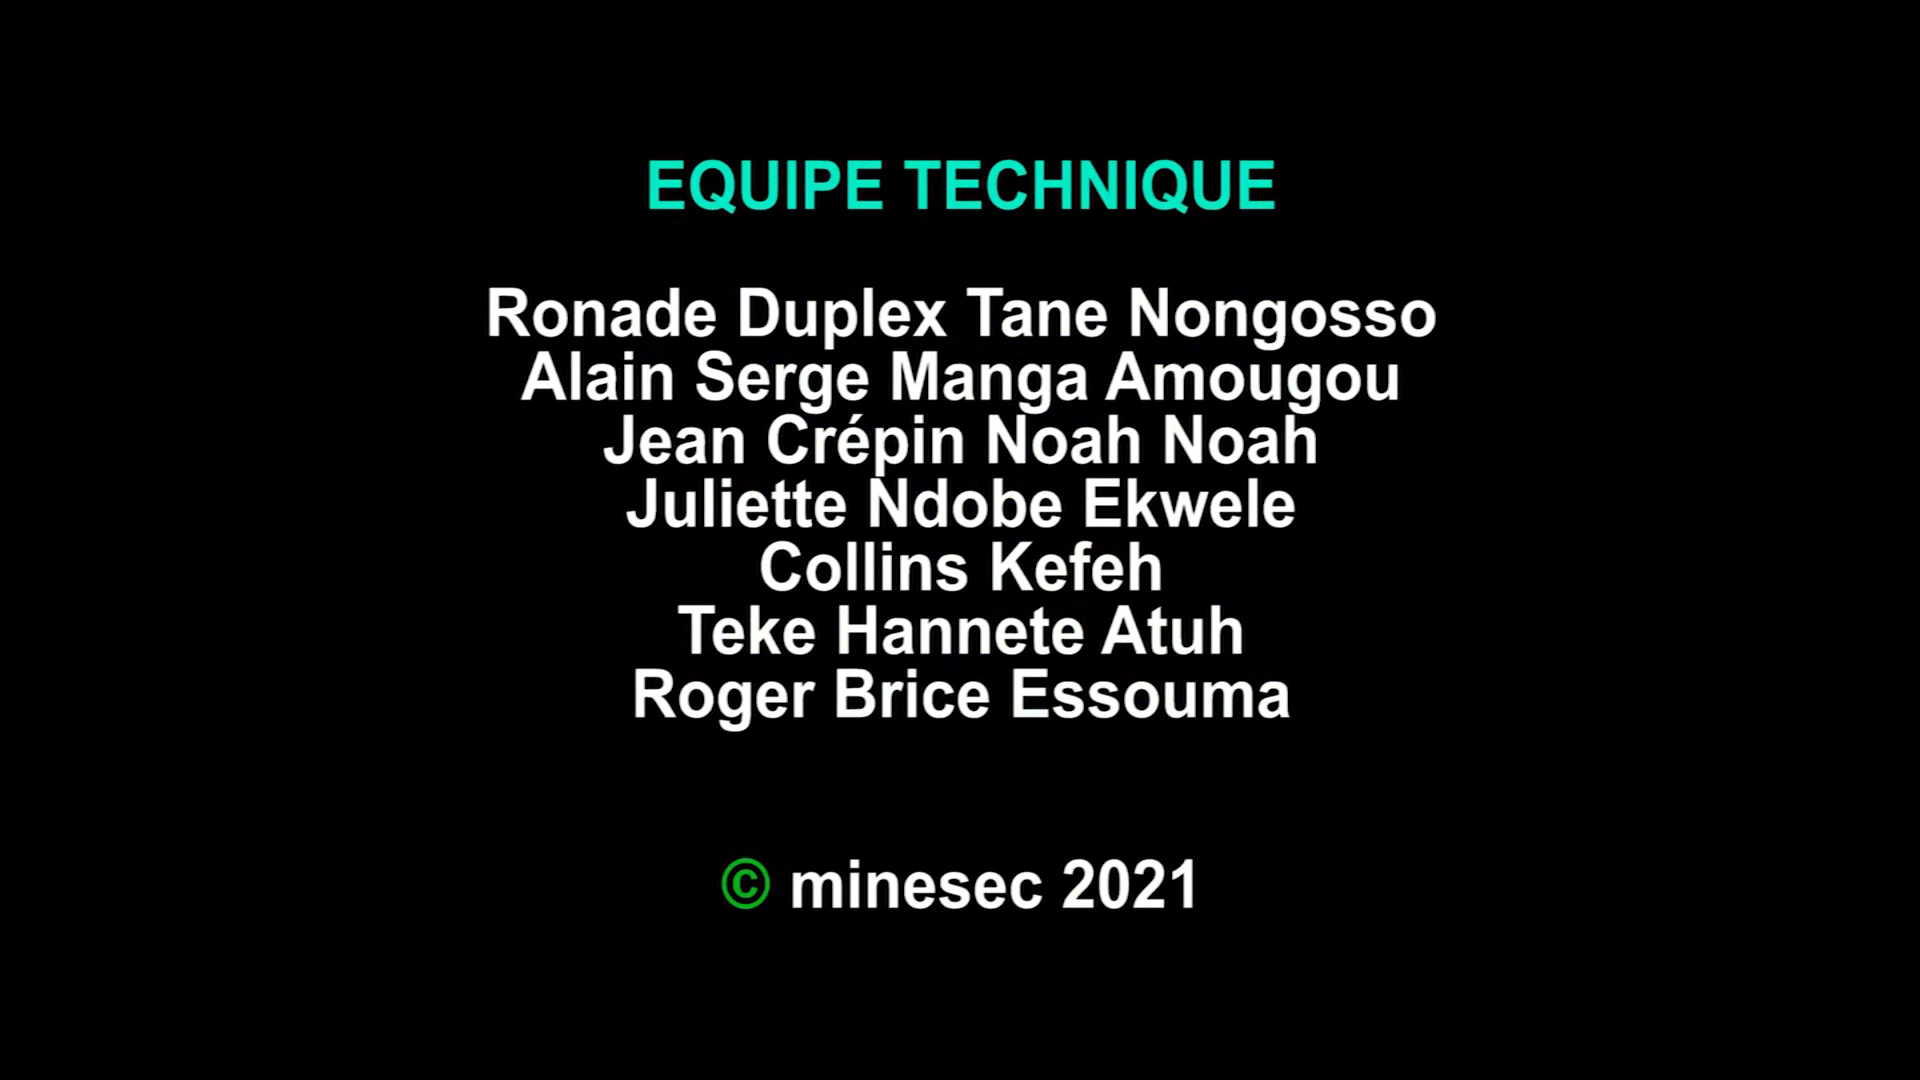 EQUIPE TECHNIQUE
Ronade Duplex Tane Nongosso
Alain Serge Manga Amougou
Jean Crépin Noah Noah
Juliette Ndobe Ekwele
Collins Kefeh
Teke Hannete Atuh
Roger Brice Essouma
© minesec 2021